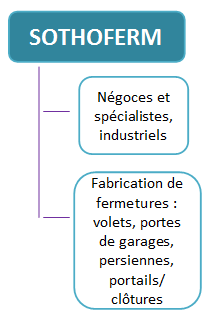 SOTHOFERM
Négoces et
spécialistes,
industriels
Fabrication de
fermetures :
volets, portes
de garages,
persiennes,
portails/
clôtures